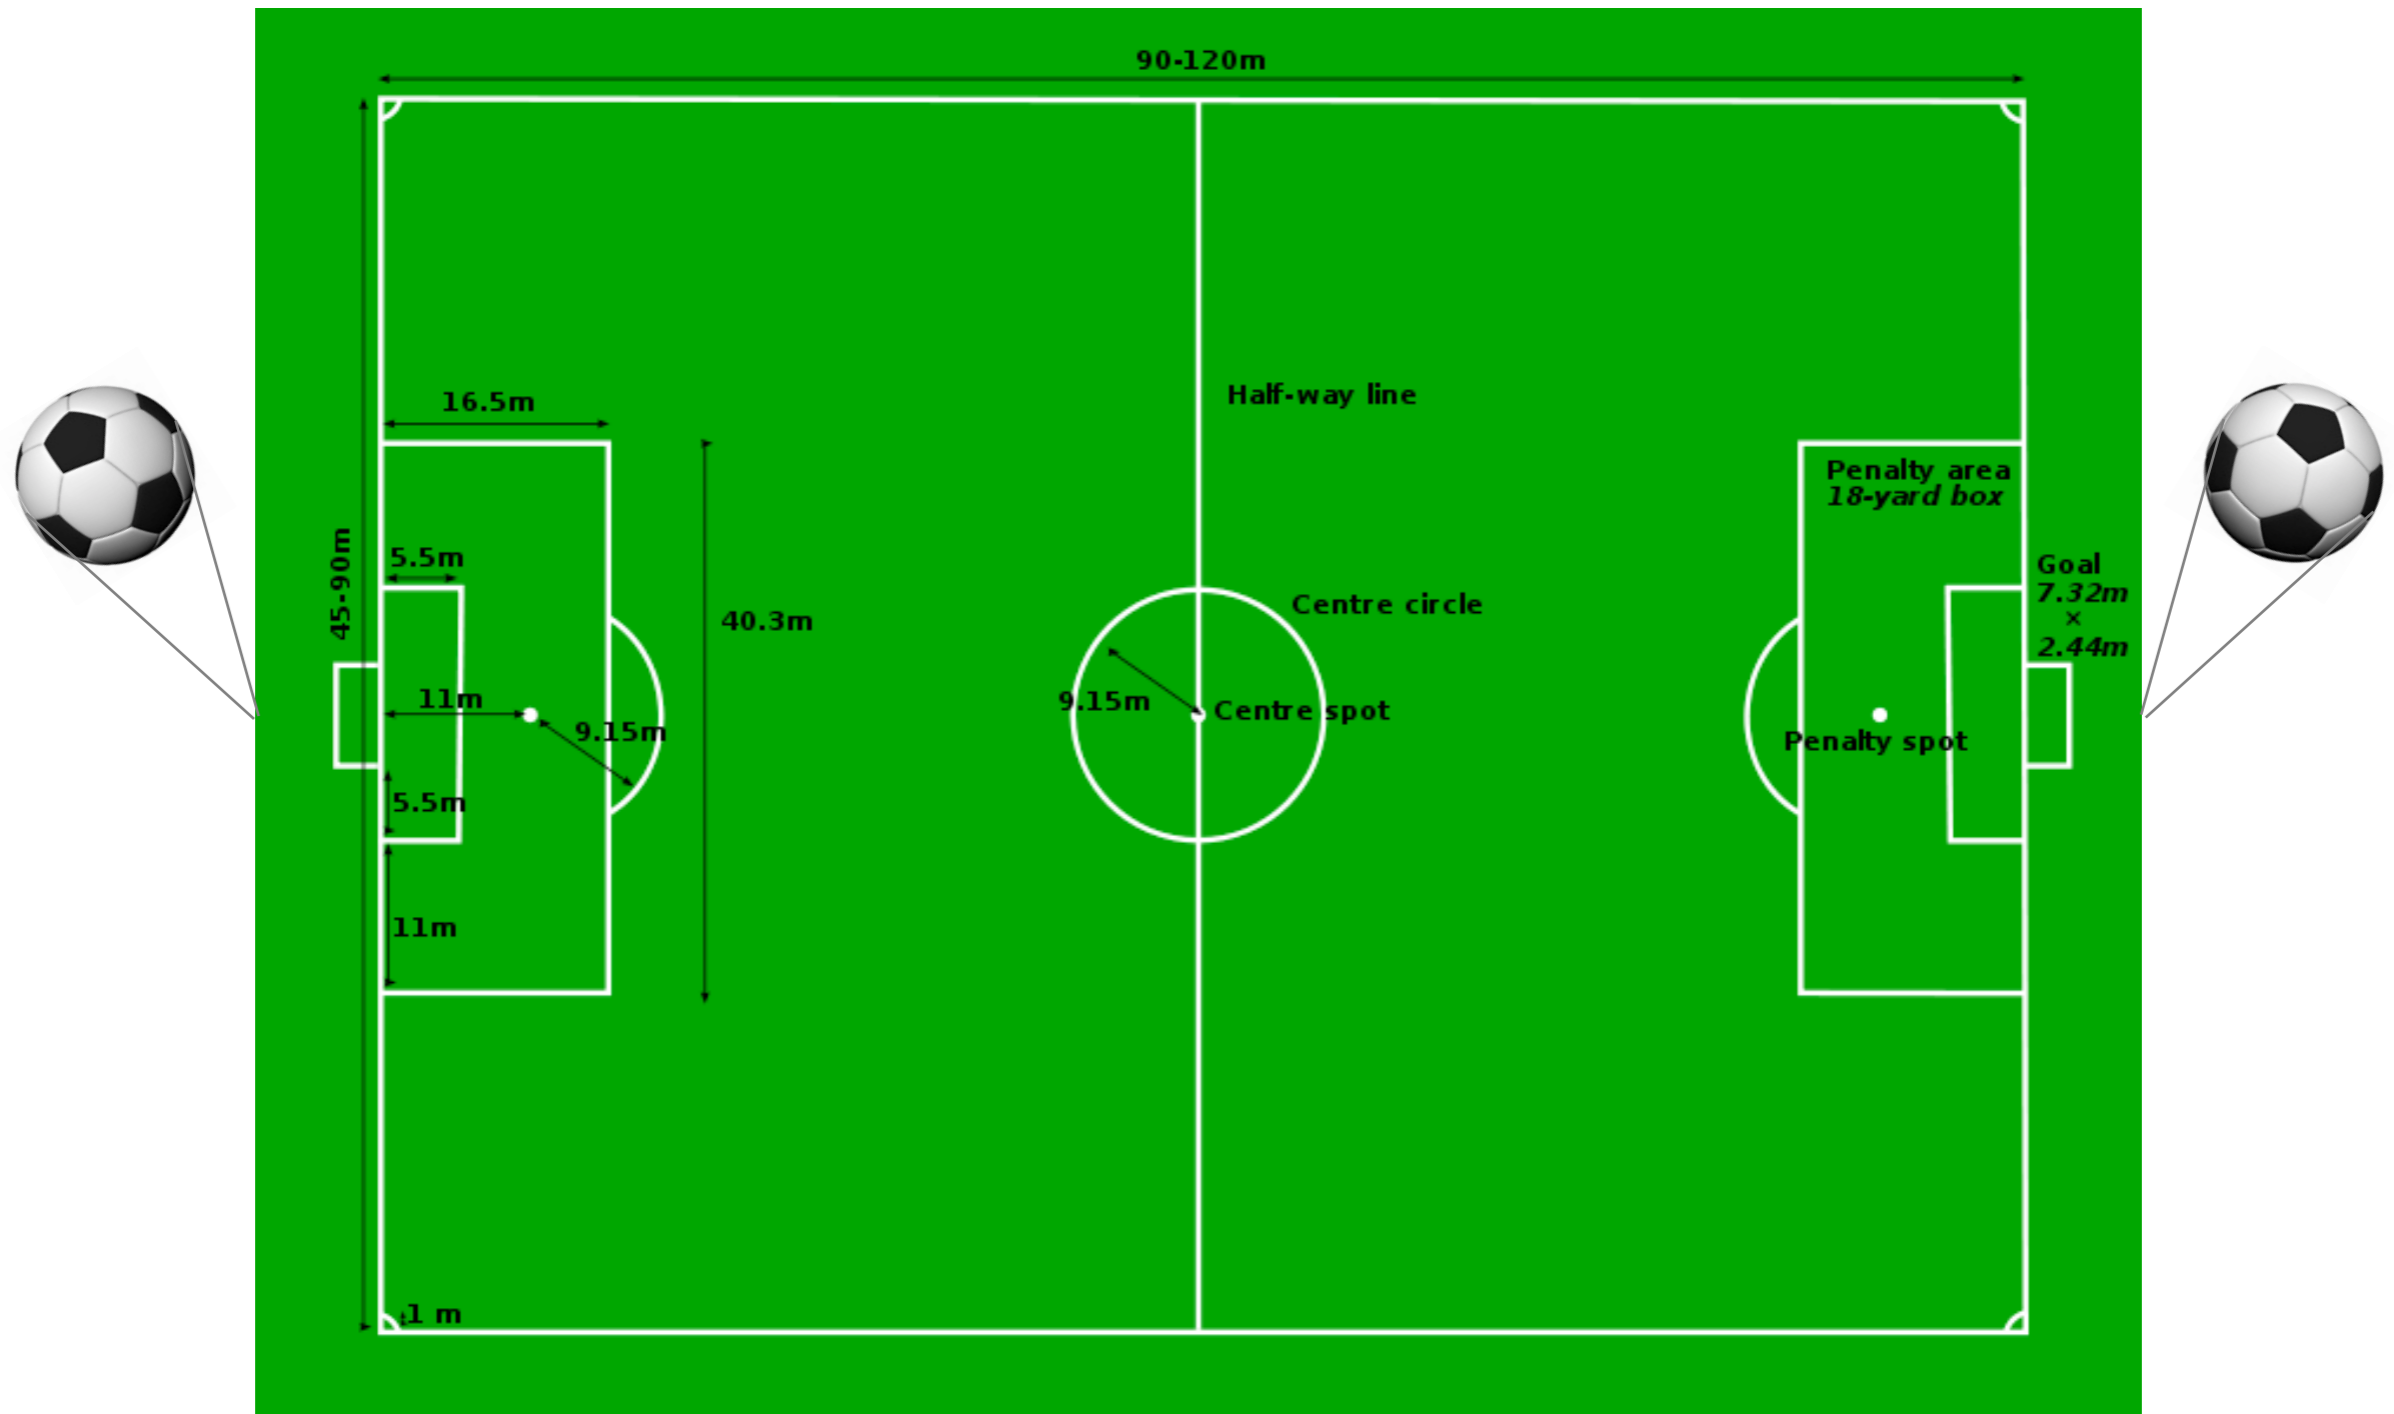 90-120m
16.5m
Half-way line
Penalty area
18-yard box
45-90m
5.5m
Goal
7.32m
×
2.44m
40.3m
Centre circle
11m
9.15m
9.15m
Centre spot
Penalty spot
5.5m
11m
1 m